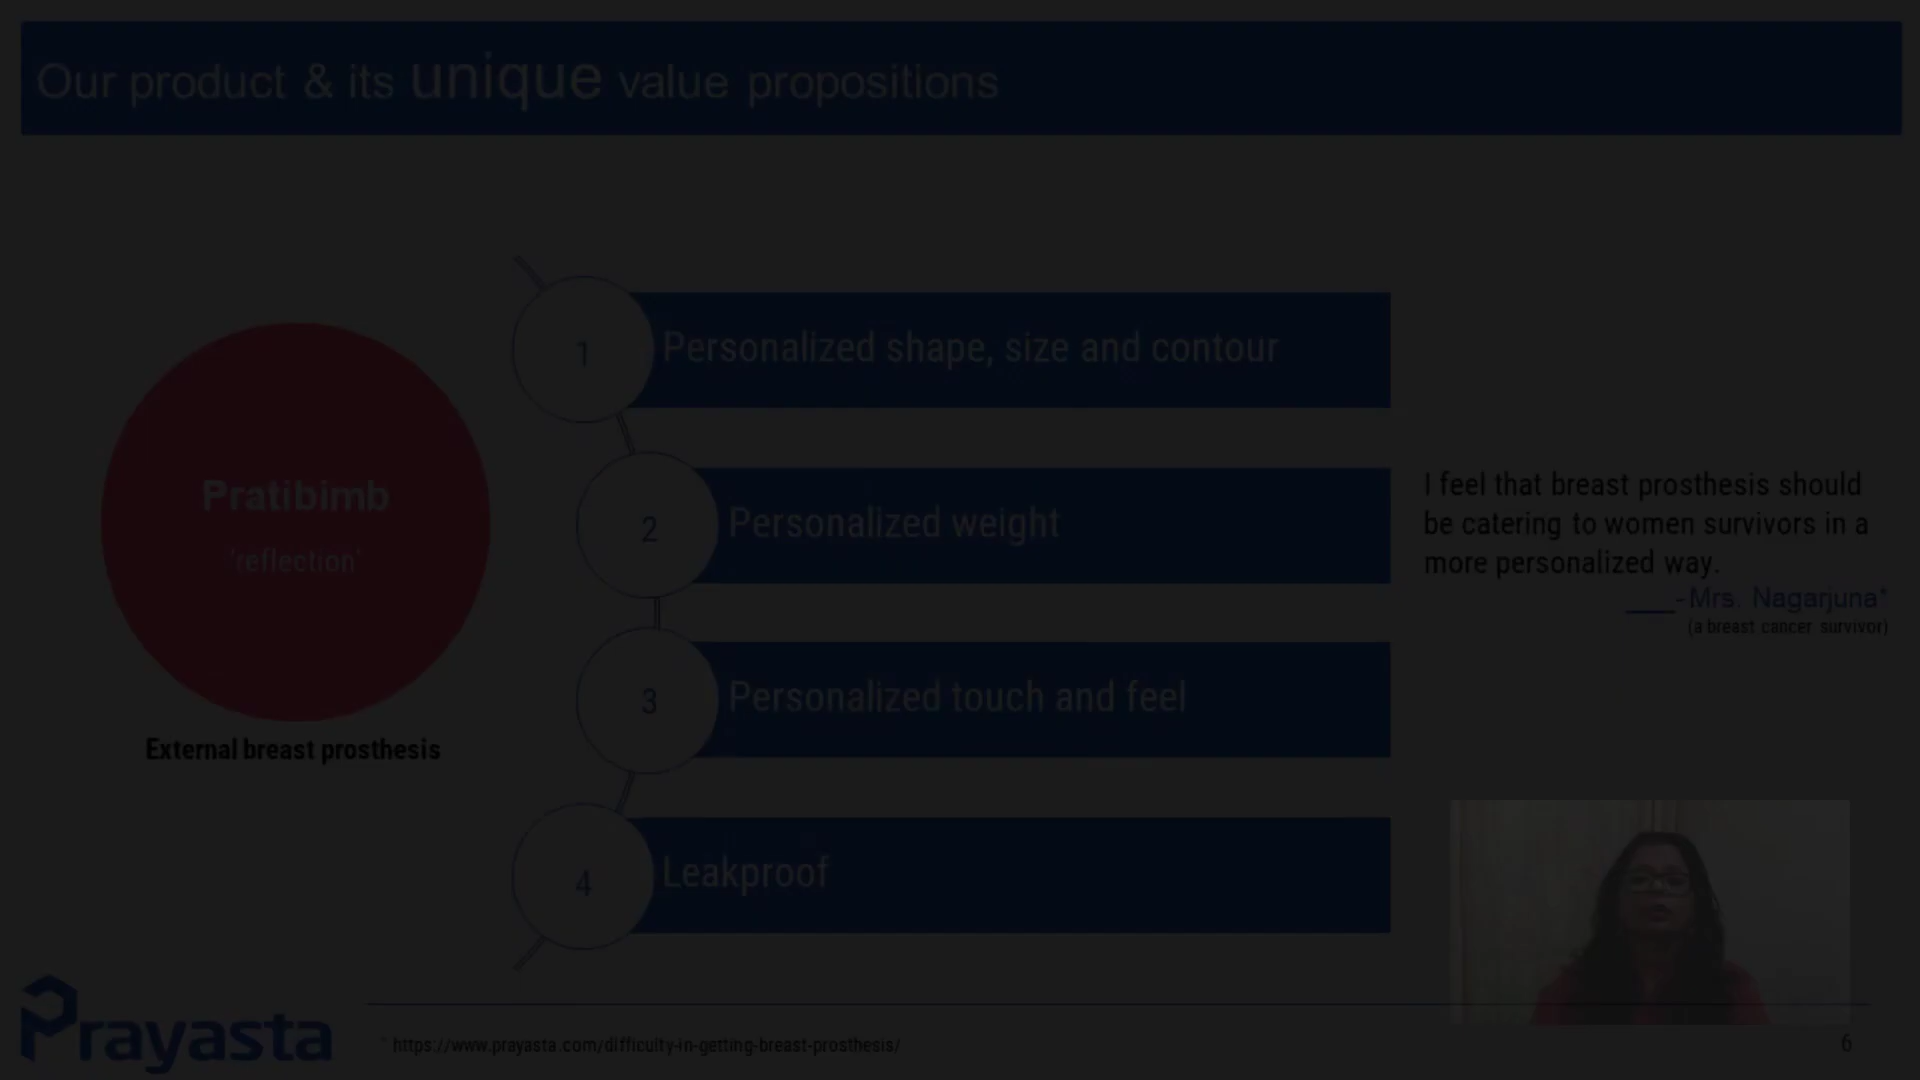 Our product & its unique value propositions
Pratibimb
'reflection'
External breast prosthesis
1
Personalized shape, size and contour
2
Personalized weight
3
Personalized touch and feel
4
Leakproof
I feel that breast prosthesis should
be catering to women survivors in a
more personalized way.
____-Mrs. Nagarjuna*
(a breast cancer survivor)
Prayasta
* https://www.prayasta.com/difficulty-in-getting-breast-prosthesis/
6